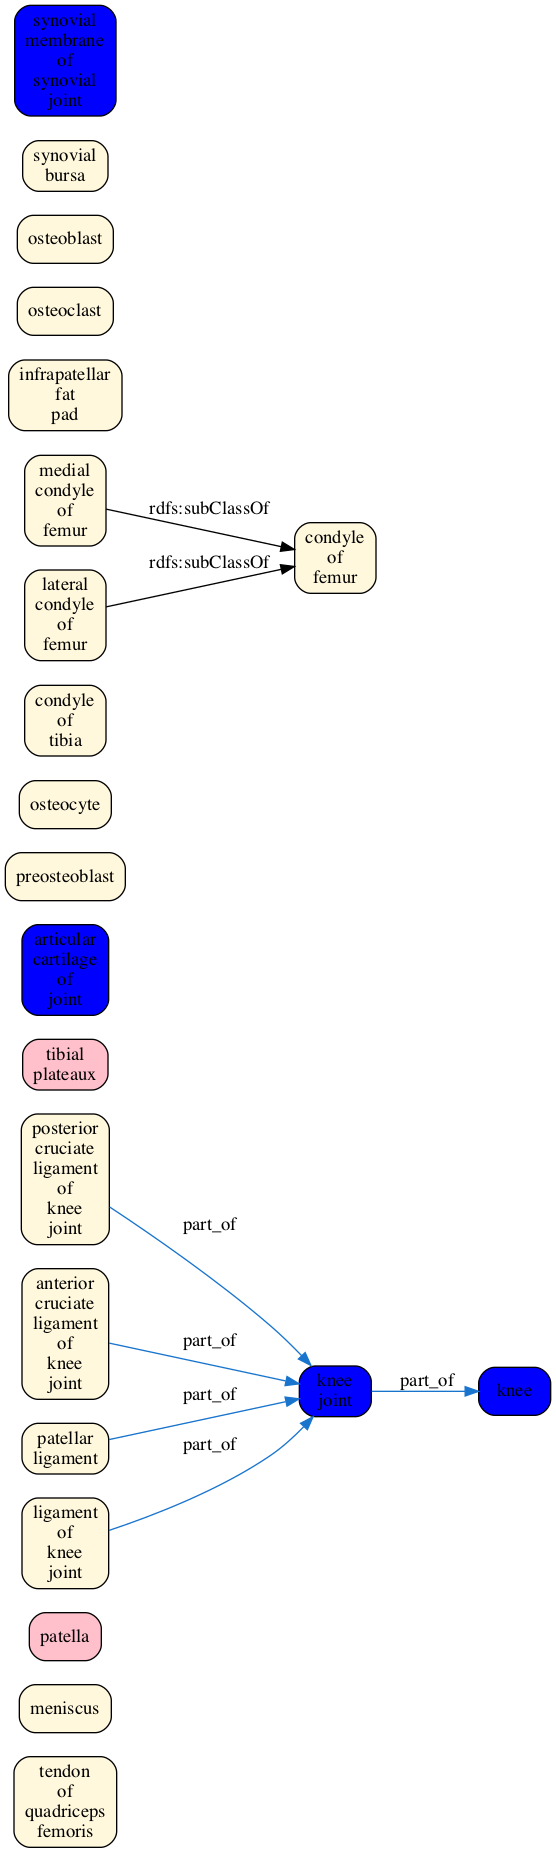 synovial
membrane
of
synovial
joint
synovial
bursa
osteoblast
osteoclast
infrapatellar
fat
pad
medial
condyle
of
femur
rdfs:subClassOf
condyle
of
femur
rdfs:subClassOf
lateral
condyle
of
femur
condyle
of
tibia
osteocyte
preosteoblast
articular
cartilage
of
joint
tibial
plateaux
posterior
cruciate
ligament
of
knee
joint
part_of
anterior
cruciate
ligament
of
knee
joint
part_of
knee
joint
part_of
knee
part_of
patellar
ligament
part_of
ligament
of
knee
joint
patella
meniscus
tendon
of
quadriceps
femoris